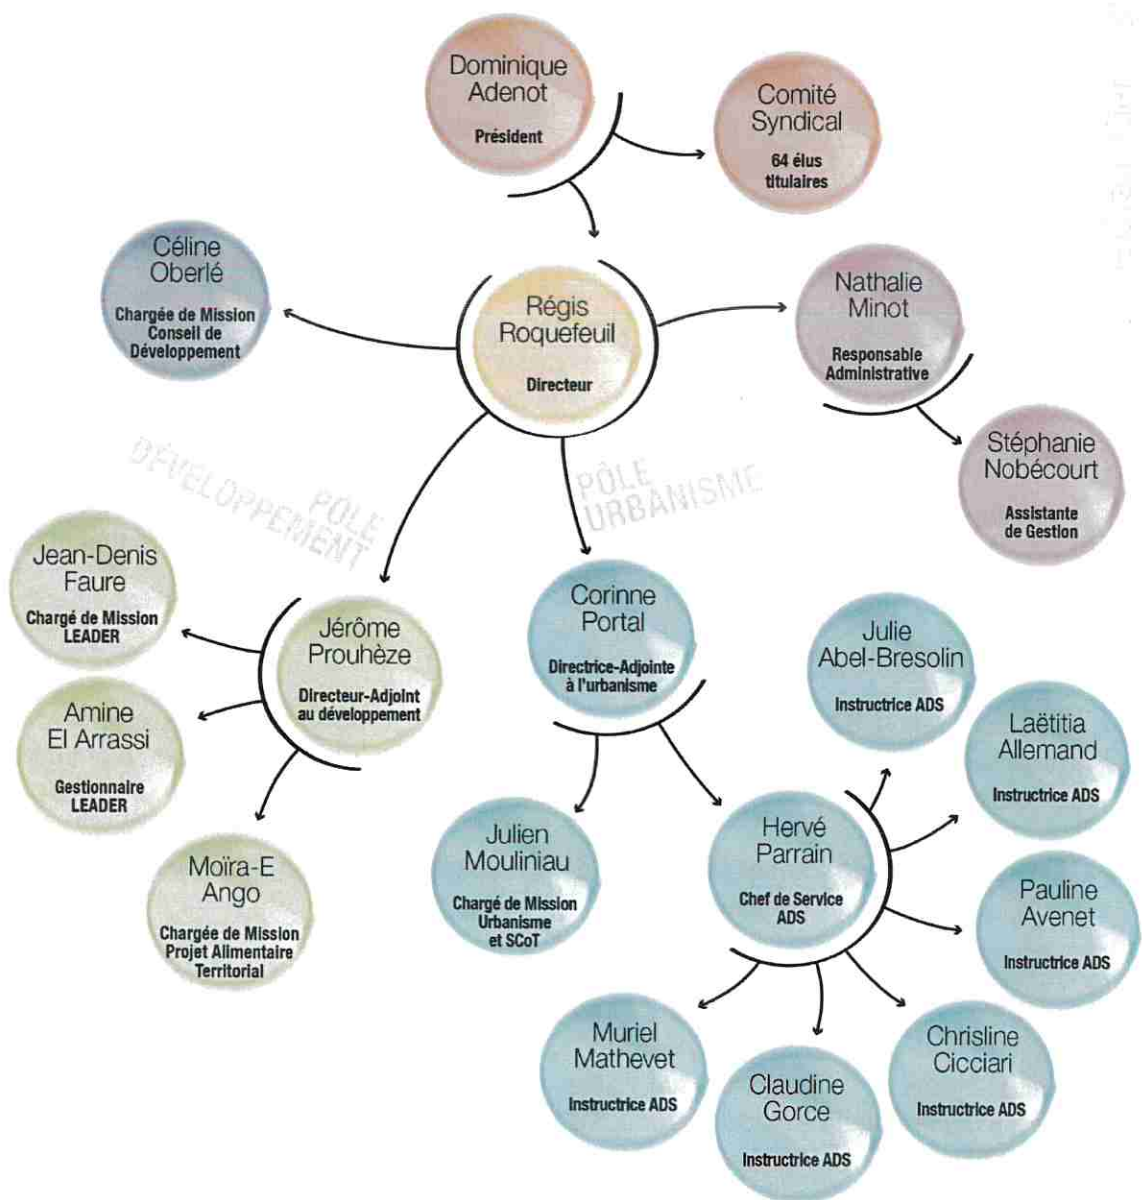 Dominique
Adenot
Président
Comité
Syndical
64 élus
titulaires
Céline
Oberlé
Chargée de Mission
Conseil de
Développement
Régis
Roquefeuil
Directeur
Nathalie
Minot
Responsable
Administrative
Stéphanie
Nobécourt
Assistante
de Gestion
PÔLE
DÉVELOPPEMENT
PÔLE
URBANISME
Jean-Denis
Faure
Chargé de Mission
LEADER
Jérôme
Prouhèze
Directeur-Adjoint
au développement
Amine
El Arrassi
Gestionnaire
LEADER
Moïra-E
Ango
Chargée de Mission
Projet Alimentaire
Territorial
Corinne
Portal
Directrice-Adjointe
à l'urbanisme
Julien
Mouliniau
Chargé de Mission
Urbanisme
et SCoT
Hervé
Parrain
Chef de Service
ADS
Julie
Abel-Bresolin
Instructrice ADS
Laëtitia
Allemand
Instructrice ADS
Pauline
Avenet
Instructrice ADS
Chrisline
Cicciari
Instructrice ADS
Claudine
Gorce
Instructrice ADS
Muriel
Mathevet
Instructrice ADS